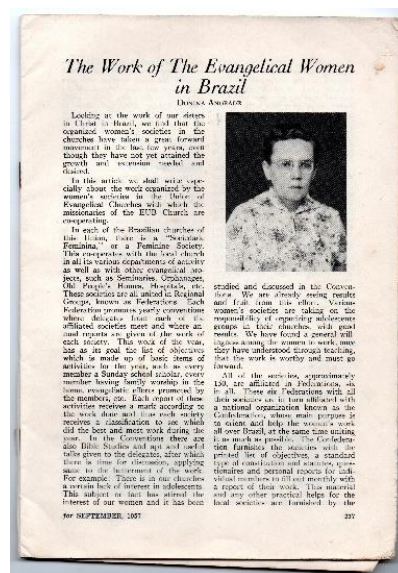 The Work of The Evangelical Women
in Brazil
Looking at the work of our sisters
in Christ in Brazil, we find that the
organized women's societies in the
churches have taken a great forward
movement in the last few years, even
though they have not yet attained the
growth and extension needed and
desired.
In this article we shall write espe-
cially about the work organized by the
women's societies in the Union of
Evangelical Churches with which the
missionaries of the EUB Church are
co-operating.
In each of the Brazilian churches of
this Union, there is a "Sociedade
Feminina," or a Feminine Society.
This co-operates with the local church
in all its various departments of activity
as well as with other evangelical pro-
jects, such as Seminaries, Orphanages,
Old People's Homes, Hospitals, etc.
These societies are all united in Regional
Groups, known as Federations. Each
Federation promotes yearly conventions
where delegates from each of the
affiliated societies meet and where an-
nual reports are given of the work of
each society. This work of the year,
has as its goal the list of objectives
which is made up of basic items of
activities for the year, such as every
member a Sunday school scholar, every
member having family worship in the
home, evangelistic efforts promoted by
the members, etc. Each report of these
activities receives a mark according to
the work done and thus each society
receives a classification to see which
did the best and most work during the
year. In the Conventions there are
also Bible Studies and apt and useful
talks given to the delegates, after which
there is time for discussion, applying
same to the betterment of the work.
For example: There is in our churches
a certain lack of interest in adolescents.
This subject or fact has stirred the
interest of our women and it has been
studied and discussed in the Conven-
tions. We are already seeing results
and fruit from this effort. Various
women's societies are taking on the
responsibility of organizing adolescents
groups in their churches, with good
results. We have found a general will-
ingness among the women to work, once
they have understood through teaching,
that the work is worthy and must go
forward.
All of the societies, approximately
150, are affiliated in Federations, six
in all. These six Federations with all
their societies are in turn affiliated with
a national organization known as the
Confederation, whose main purpose is
to orient and help the women's work
all over Brazil, at the same time uniting
it as much as possible. The Confedera-
tion furnishes the societies with the
printed list of objectives, a standard
type of constitution and statutes, ques-
tionaires and personal reports for indi-
vidual members to fill out monthly with
a report of their work. This material
and any other practical helps for the
local societies are furnished by the
for SEPTEMBER, 1957